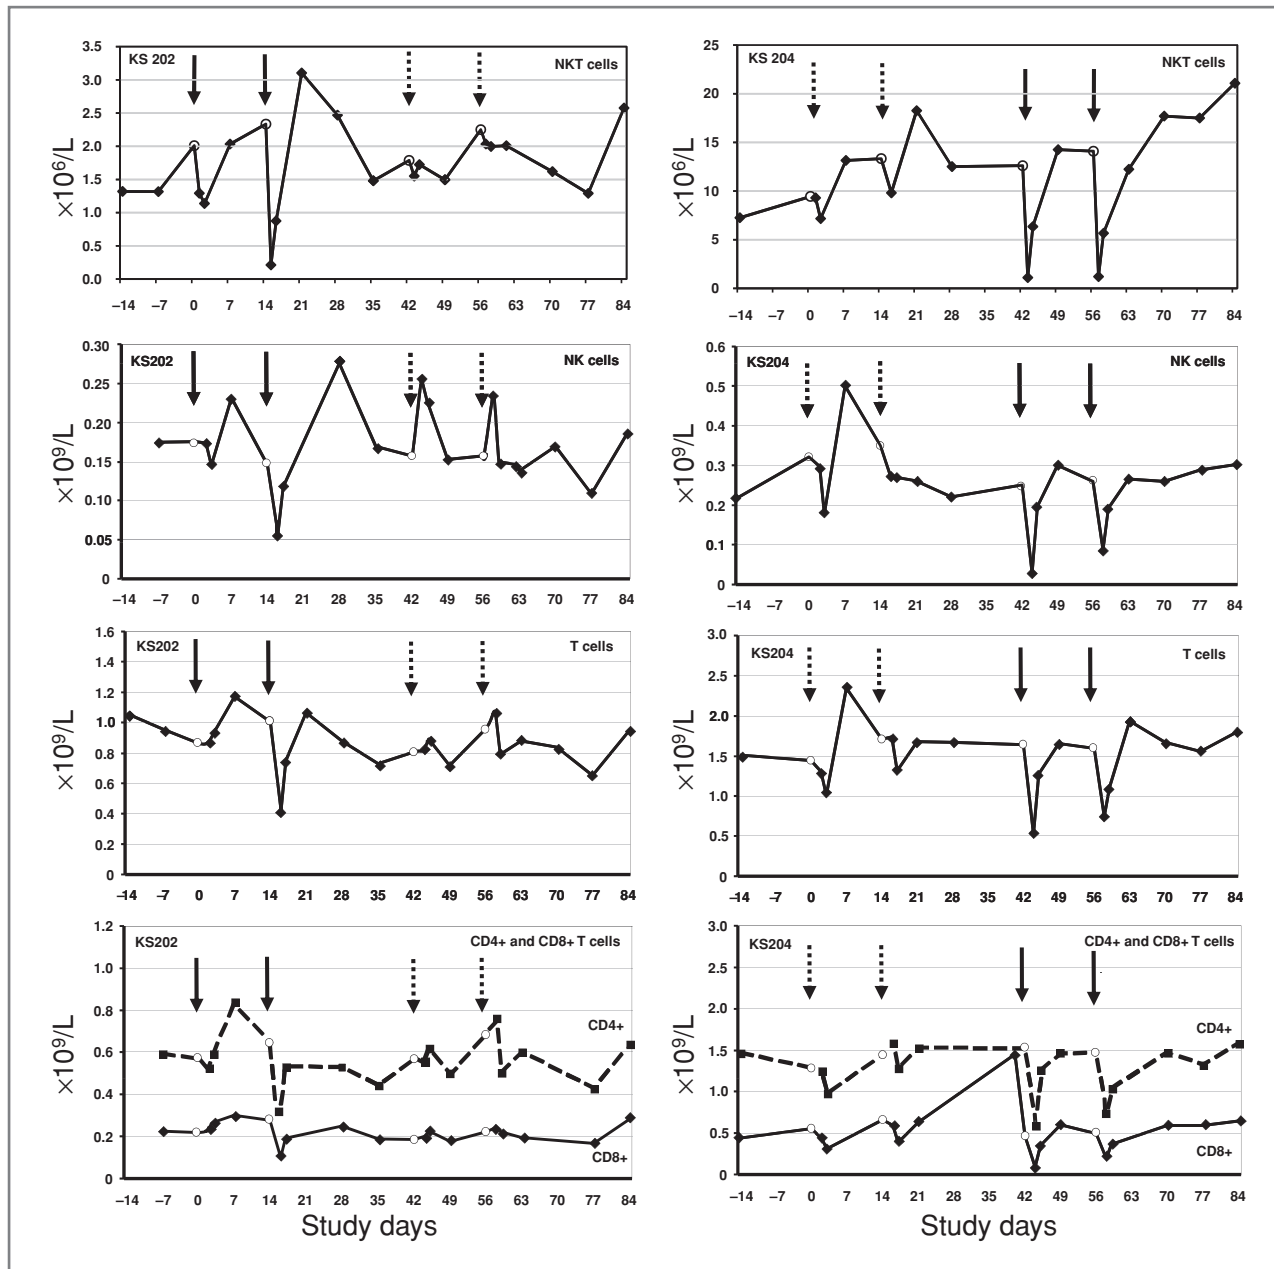 KS 202
NKT cells
3.5
3.0
2.5
2.0
1.5
1.0
0.5
0.0
×10⁶/L
–14 –7 0 7 14 21 28 35 42 49 56 63 70 77 84
KS 204
NKT cells
25
20
15
10
5
0
×10⁶/L
–14 –7 0 7 14 21 28 35 42 49 56 63 70 77 84
KS202
NK cells
0.30
0.25
0.20
0.15
0.10
0.05
0
×10⁹/L
–14 –7 0 7 14 21 28 35 42 49 56 63 70 77 84
KS204
NK cells
0.6
0.5
0.4
0.3
0.2
0.1
0
×10⁹/L
–14 –7 0 7 14 21 28 35 42 49 56 63 70 77 84
KS202
T cells
1.6
1.4
1.2
1.0
0.8
0.6
0.4
0.2
0
×10⁹/L
–14 –7 0 7 14 21 28 35 42 49 56 63 70 77 84
KS204
T cells
3.0
2.5
2.0
1.5
1.0
0.5
0
×10⁹/L
–14 –7 0 7 14 21 28 35 42 49 56 63 70 77 84
KS202
CD4+ and CD8+ T cells
1.2
1.0
0.8
0.6
0.4
0.2
0
×10⁹/L
CD4+
CD8+
–14 –7 0 7 14 21 28 35 42 49 56 63 70 77 84
Study days
KS204
CD4+ and CD8+ T cells
3.0
2.5
2.0
1.5
1.0
0.5
0
×10⁹/L
CD4+
CD8+
–14 –7 0 7 14 21 28 35 42 49 56 63 70 77 84
Study days